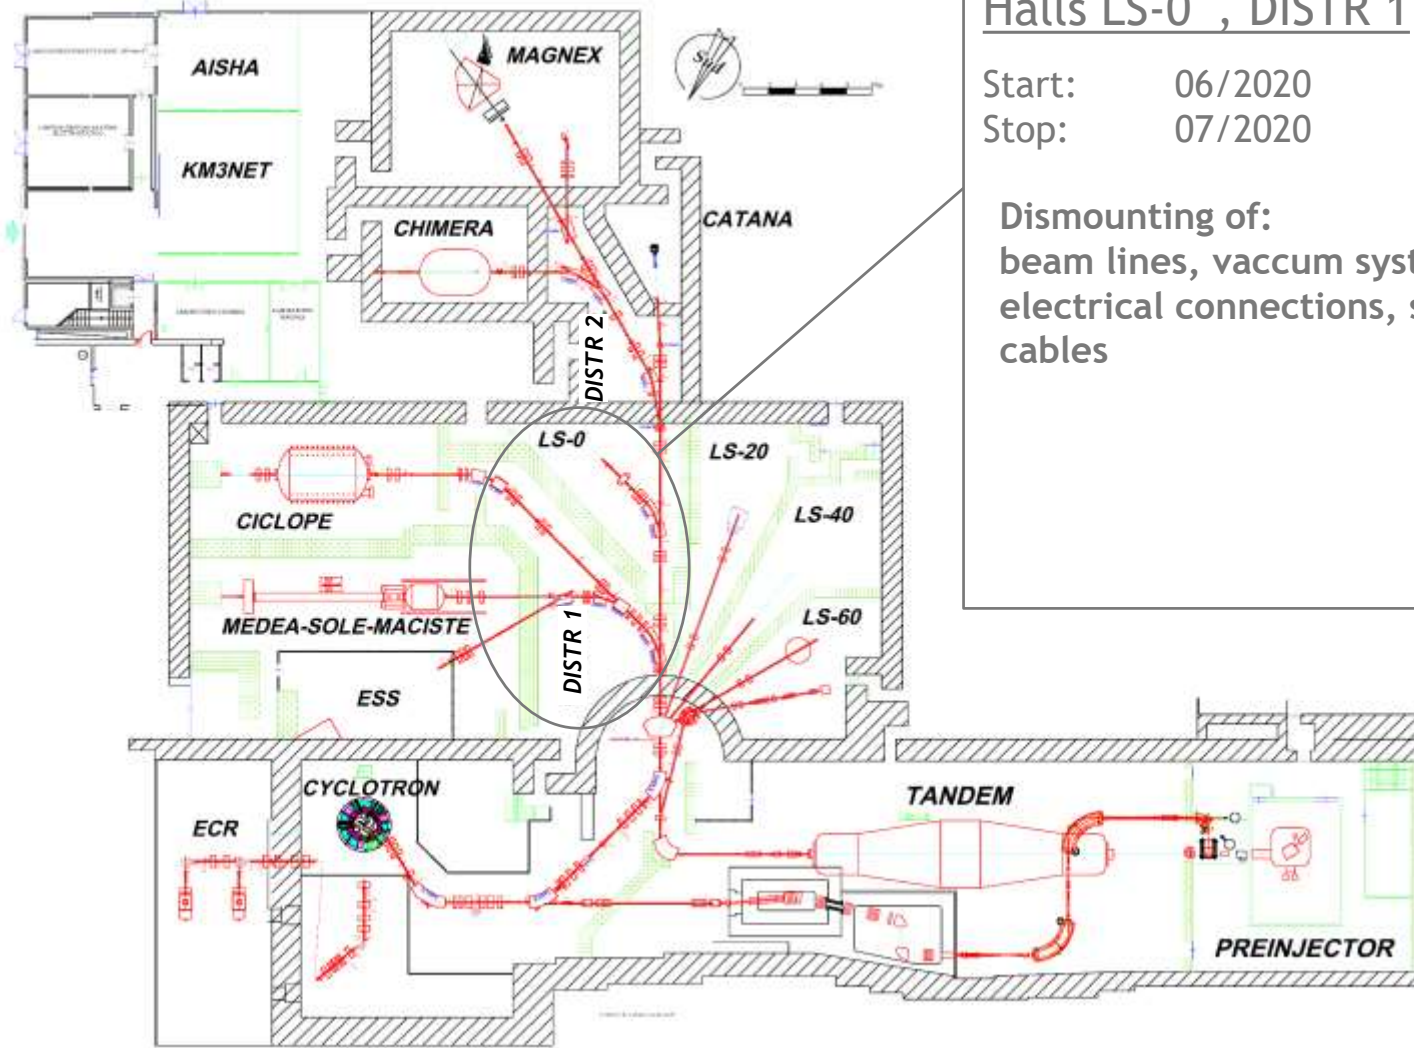 Halls LS-0 , DISTR 1
Start: 06/2020
Stop: 07/2020
Dismounting of:
beam lines, vaccum syst
electrical connections, s
cables
MAGNEX
Sud
AISHA
KM3NET
CHIMERA
CATANA
DISTR 2
LS-0
LS-20
CICLOPE
LS-40
MEDEA-SOLE-MACISTE
DISTR 1
LS-60
ESS
CYCLOTRON
TANDEM
ECR
PREINJECTOR